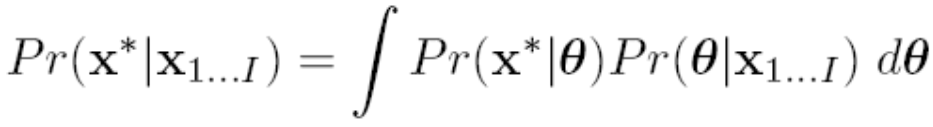 Pr(𝐱*|𝐱₁…I) = ∫ Pr(𝐱*|𝜽)Pr(𝜽|𝐱₁…I) d𝜽